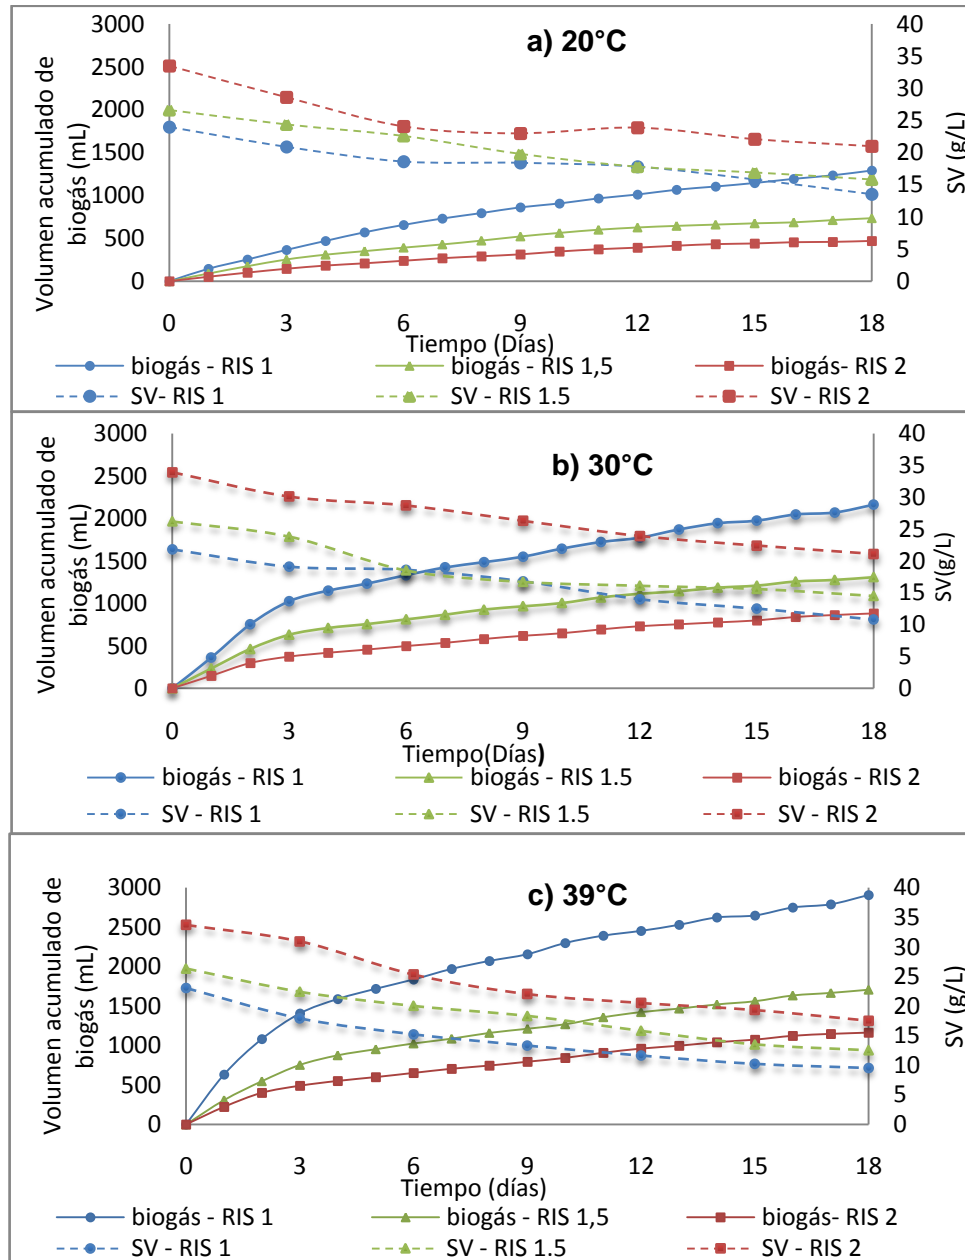 a) 20°C
Volumen acumulado de
biogás (mL)
3000
2500
2000
1500
1000
500
0
40
35
30
25
20
15
10
5
0
SV (g/L)
0 3 6 9 12 15 18
Tiempo (Días)
biogás - RIS 1 biogás - RIS 1,5 biogás- RIS 2
SV- RIS 1 SV - RIS 1.5 SV - RIS 2
b) 30°C
Volumen acumulado de
biogás (mL)
3000
2500
2000
1500
1000
500
0
40
35
30
25
20
15
10
5
0
SV(g/L)
0 3 6 9 12 15 18
Tiempo(Días)
biogás - RIS 1 biogás - RIS 1.5 biogás - RIS 2
SV - RIS 1 SV - RIS 1.5 SV - RIS 2
c) 39°C
Volumen acumulado de
biogás (mL)
3000
2500
2000
1500
1000
500
0
40
35
30
25
20
15
10
5
0
SV (g/L)
0 3 6 9 12 15 18
Tiempo (días)
biogás - RIS 1 biogás - RIS 1,5 biogás- RIS 2
SV - RIS 1 SV - RIS 1.5 SV - RIS 2